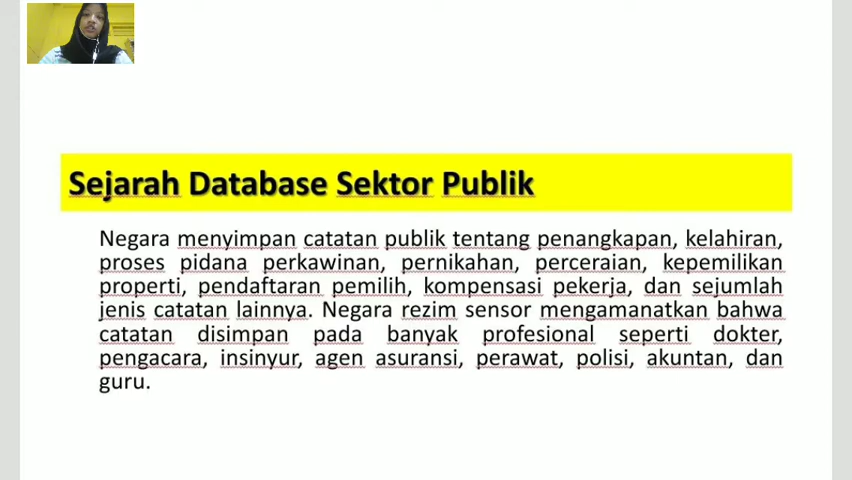 Sejarah Database Sektor Publik
Negara menyimpan catatan publik tentang penangkapan, kelahiran,
proses pidana perkawinan, pernikahan, perceraian, kepemilikan
properti, pendaftaran pemilih, kompensasi pekerja, dan sejumlah
jenis catatan lainnya. Negara rezim sensor mengamanatkan bahwa
catatan disimpan pada banyak profesional seperti dokter,
pengacara, insinyur, agen asuransi, perawat, polisi, akuntan, dan
guru.